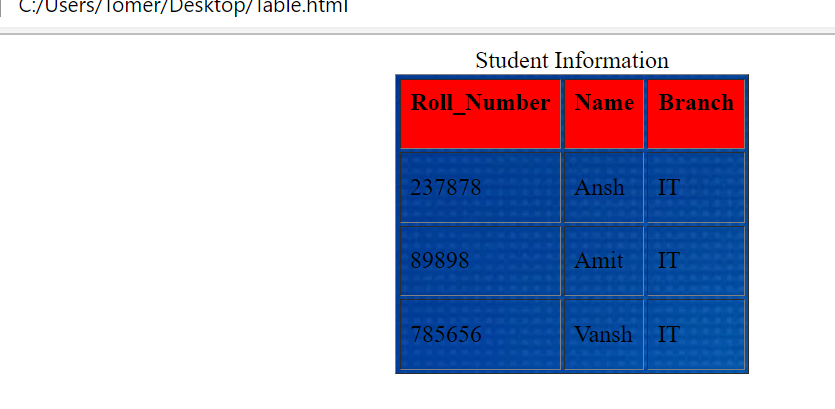 C:/Users/Tomer/Desktop/Table.html
Student Information
Roll_Number Name Branch
237878 Ansh IT
89898 Amit IT
785656 Vansh IT